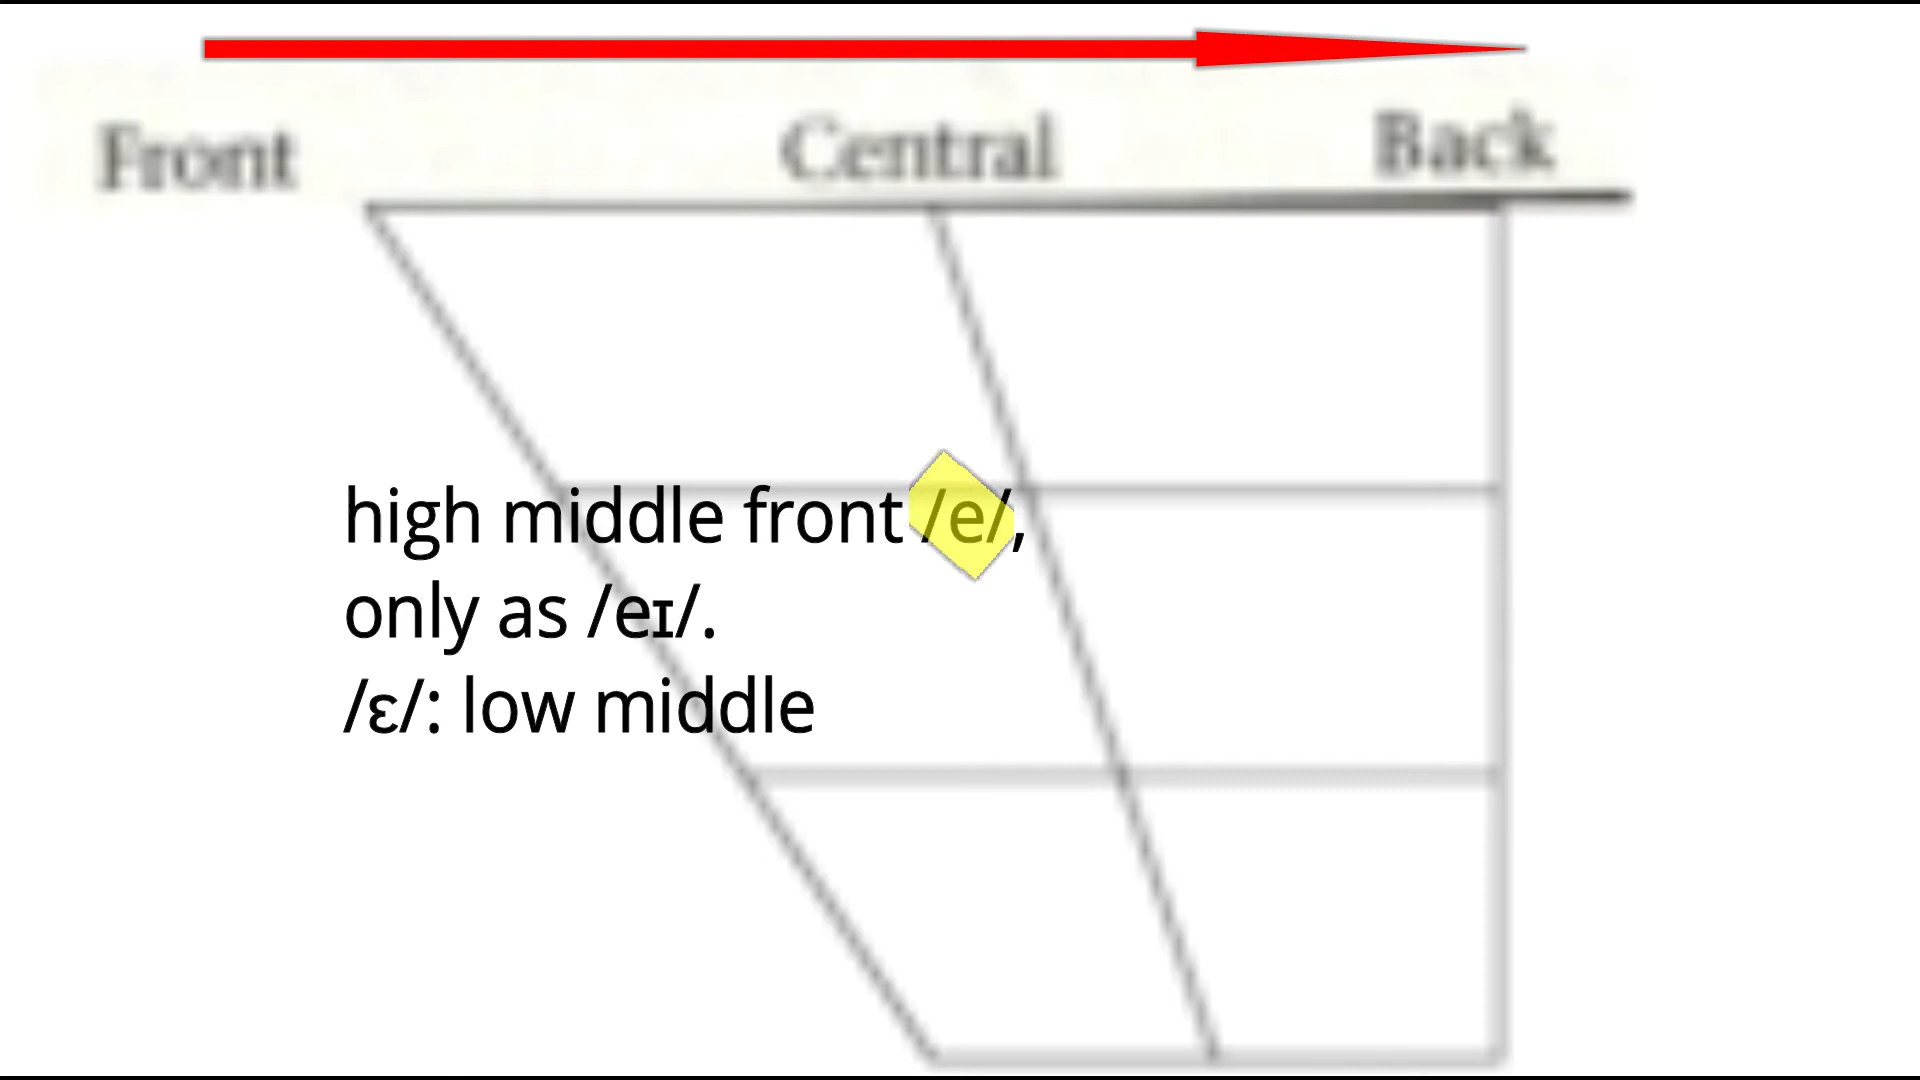 Front Central Back
high middle front /e/,
only as /eɪ/.
/ɛ/: low middle